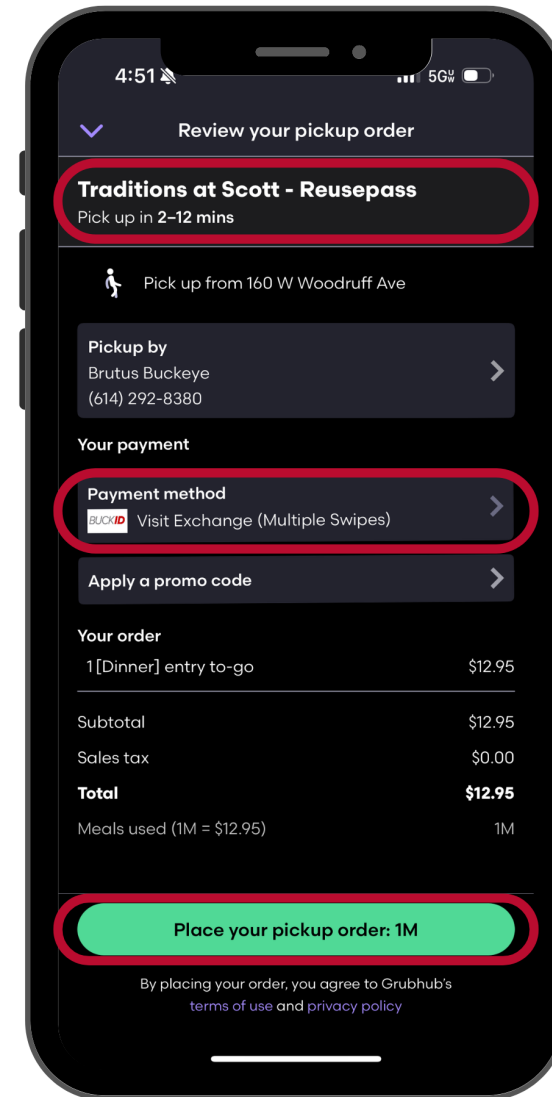 4:51
5G UW
Review your pickup order
Traditions at Scott - Reusepass
Pick up in 2–12 mins
Pick up from 160 W Woodruff Ave
Pickup by
Brutus Buckeye
(614) 292-8380
Your payment
Payment method
BUCKID Visit Exchange (Multiple Swipes)
Apply a promo code
Your order
1 [Dinner] entry to-go $12.95
Subtotal $12.95
Sales tax $0.00
Total $12.95
Meals used (1M = $12.95) 1M
Place your pickup order: 1M
By placing your order, you agree to Grubhub's
terms of use and privacy policy